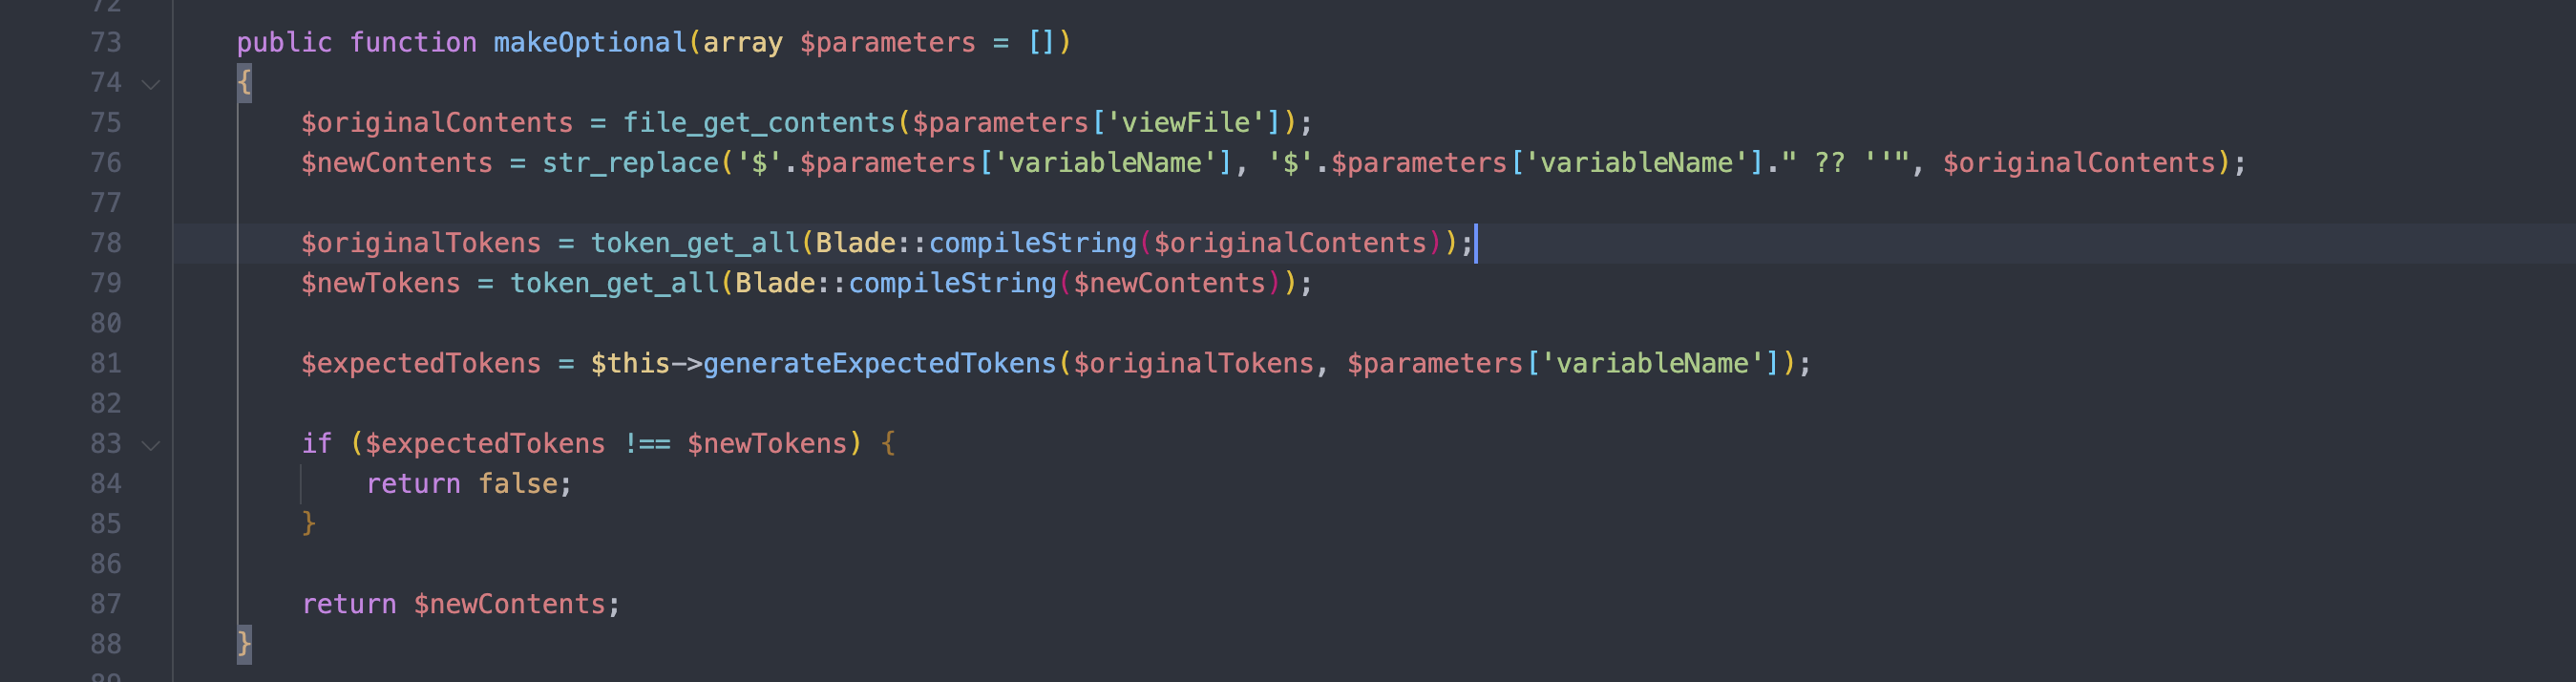 72
73 public function makeOptional(array $parameters = [])
74 {
75 $originalContents = file_get_contents($parameters['viewFile']);
76 $newContents = str_replace('$'.$parameters['variableName'], '$'.$parameters['variableName']." ?? ''", $originalContents);
77
78 $originalTokens = token_get_all(Blade::compileString($originalContents));
79 $newTokens = token_get_all(Blade::compileString($newContents));
80
81 $expectedTokens = $this->generateExpectedTokens($originalTokens, $parameters['variableName']);
82
83 if ($expectedTokens !== $newTokens) {
84 return false;
85 }
86
87 return $newContents;
88 }
89